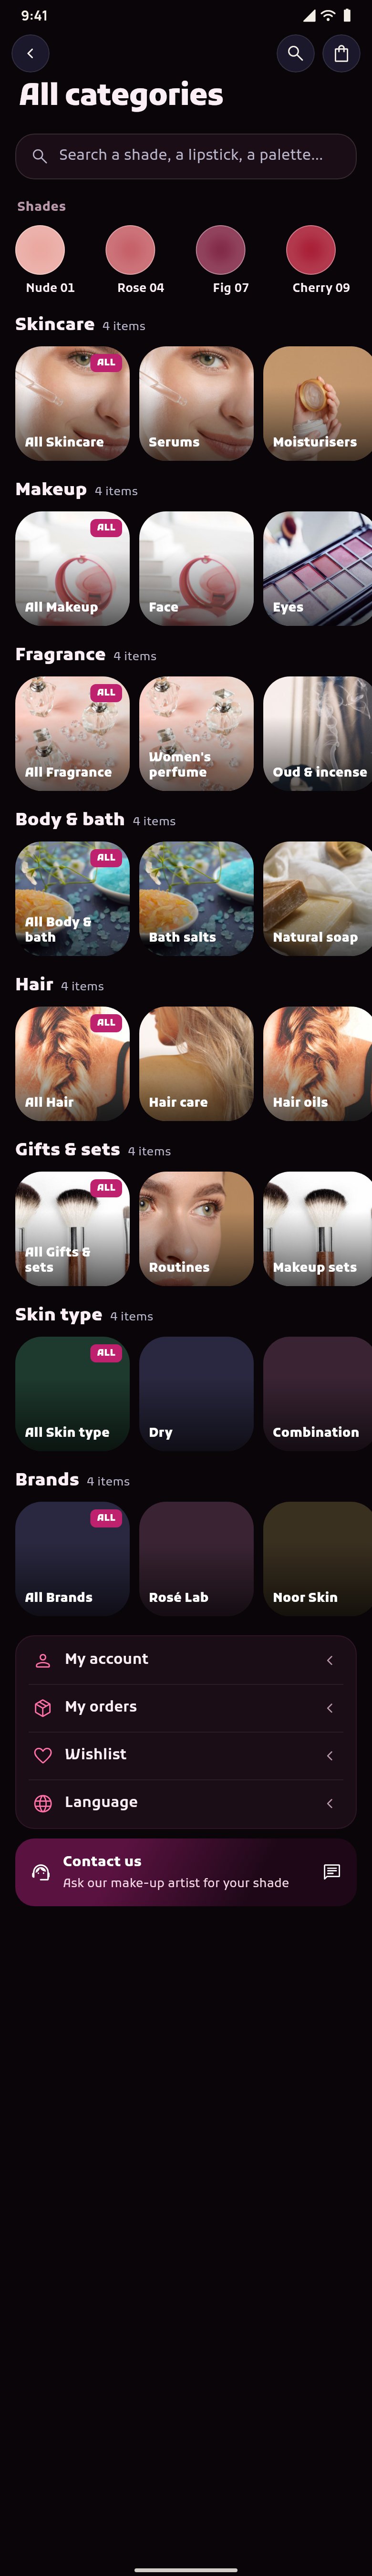 9:41
All categories
Search a shade, a lipstick, a palette...
Shades
Nude 01
Rose 04
Fig 07
Cherry 09
Skincare 4 items
ALL
All Skincare
Serums
Moisturisers
Makeup 4 items
ALL
All Makeup
Face
Eyes
Fragrance 4 items
ALL
All Fragrance
Women's
perfume
Oud & incense
Body & bath 4 items
ALL
All Body &
bath
Bath salts
Natural soap
Hair 4 items
ALL
All Hair
Hair care
Hair oils
Gifts & sets 4 items
ALL
All Gifts &
sets
Routines
Makeup sets
Skin type 4 items
ALL
All Skin type
Dry
Combination
Brands 4 items
ALL
All Brands
Rosé Lab
Noor Skin
My account
My orders
Wishlist
Language
Contact us
Ask our make-up artist for your shade